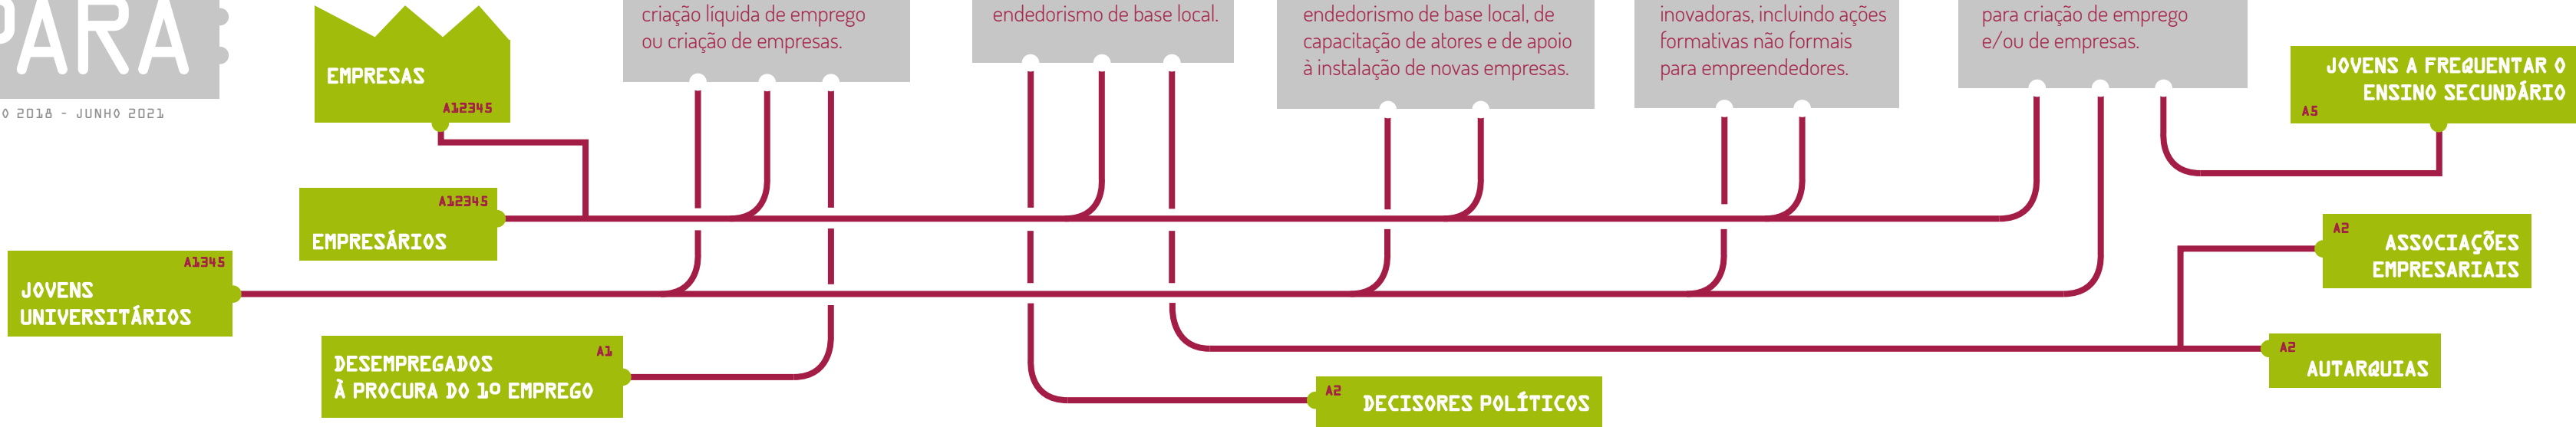 PARA
O 2018 - JUNHO 2021
EMPRESAS
A12345
criação líquida de emprego
ou criação de empresas.
endedorismo de base local.
endedorismo de base local, de
capacitação de atores e de apoio
à instalação de novas empresas.
inovadoras, incluindo ações
formativas não formais
para empreendedores.
para criação de emprego
e/ou de empresas.
JOVENS A FREQUENTAR O
ENSINO SECUNDÁRIO
A5
A12345
EMPRESÁRIOS
A1345
JOVENS
UNIVERSITÁRIOS
A2
ASSOCIAÇÕES
EMPRESARIAIS
A1
DESEMPREGADOS
À PROCURA DO 1º EMPREGO
A2
DECISORES POLÍTICOS
A2
AUTARQUIAS